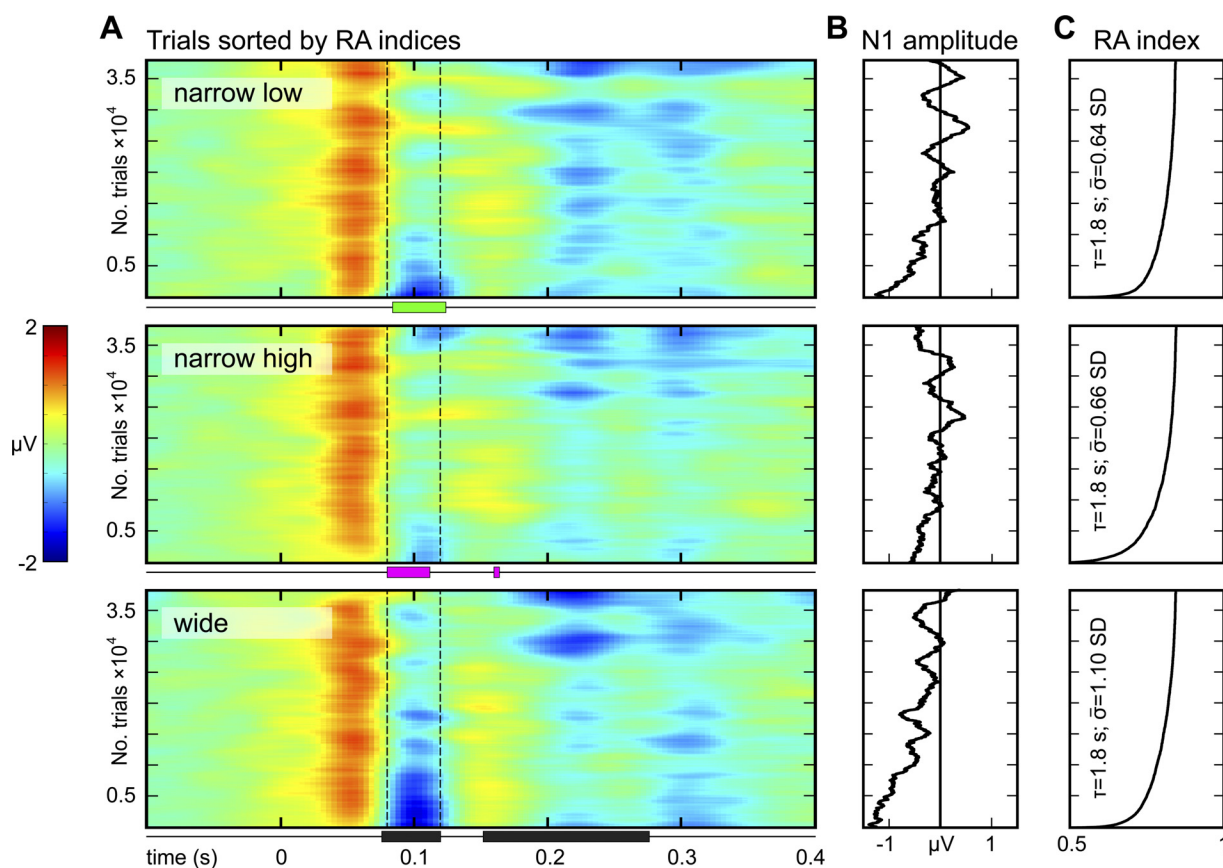 A
B
C
Trials sorted by RA indices
N1 amplitude
RA index
narrow low
3.5
No. trials ×10⁴
0.5
τ=1.8 s; σ̄=0.64 SD
2
μV
-2
narrow high
3.5
No. trials ×10⁴
0.5
τ=1.8 s; σ̄=0.66 SD
wide
3.5
No. trials ×10⁴
0.5
τ=1.8 s; σ̄=1.10 SD
time (s) 0 0.1 0.2 0.3 0.4
-1 μV 1
0.5 1